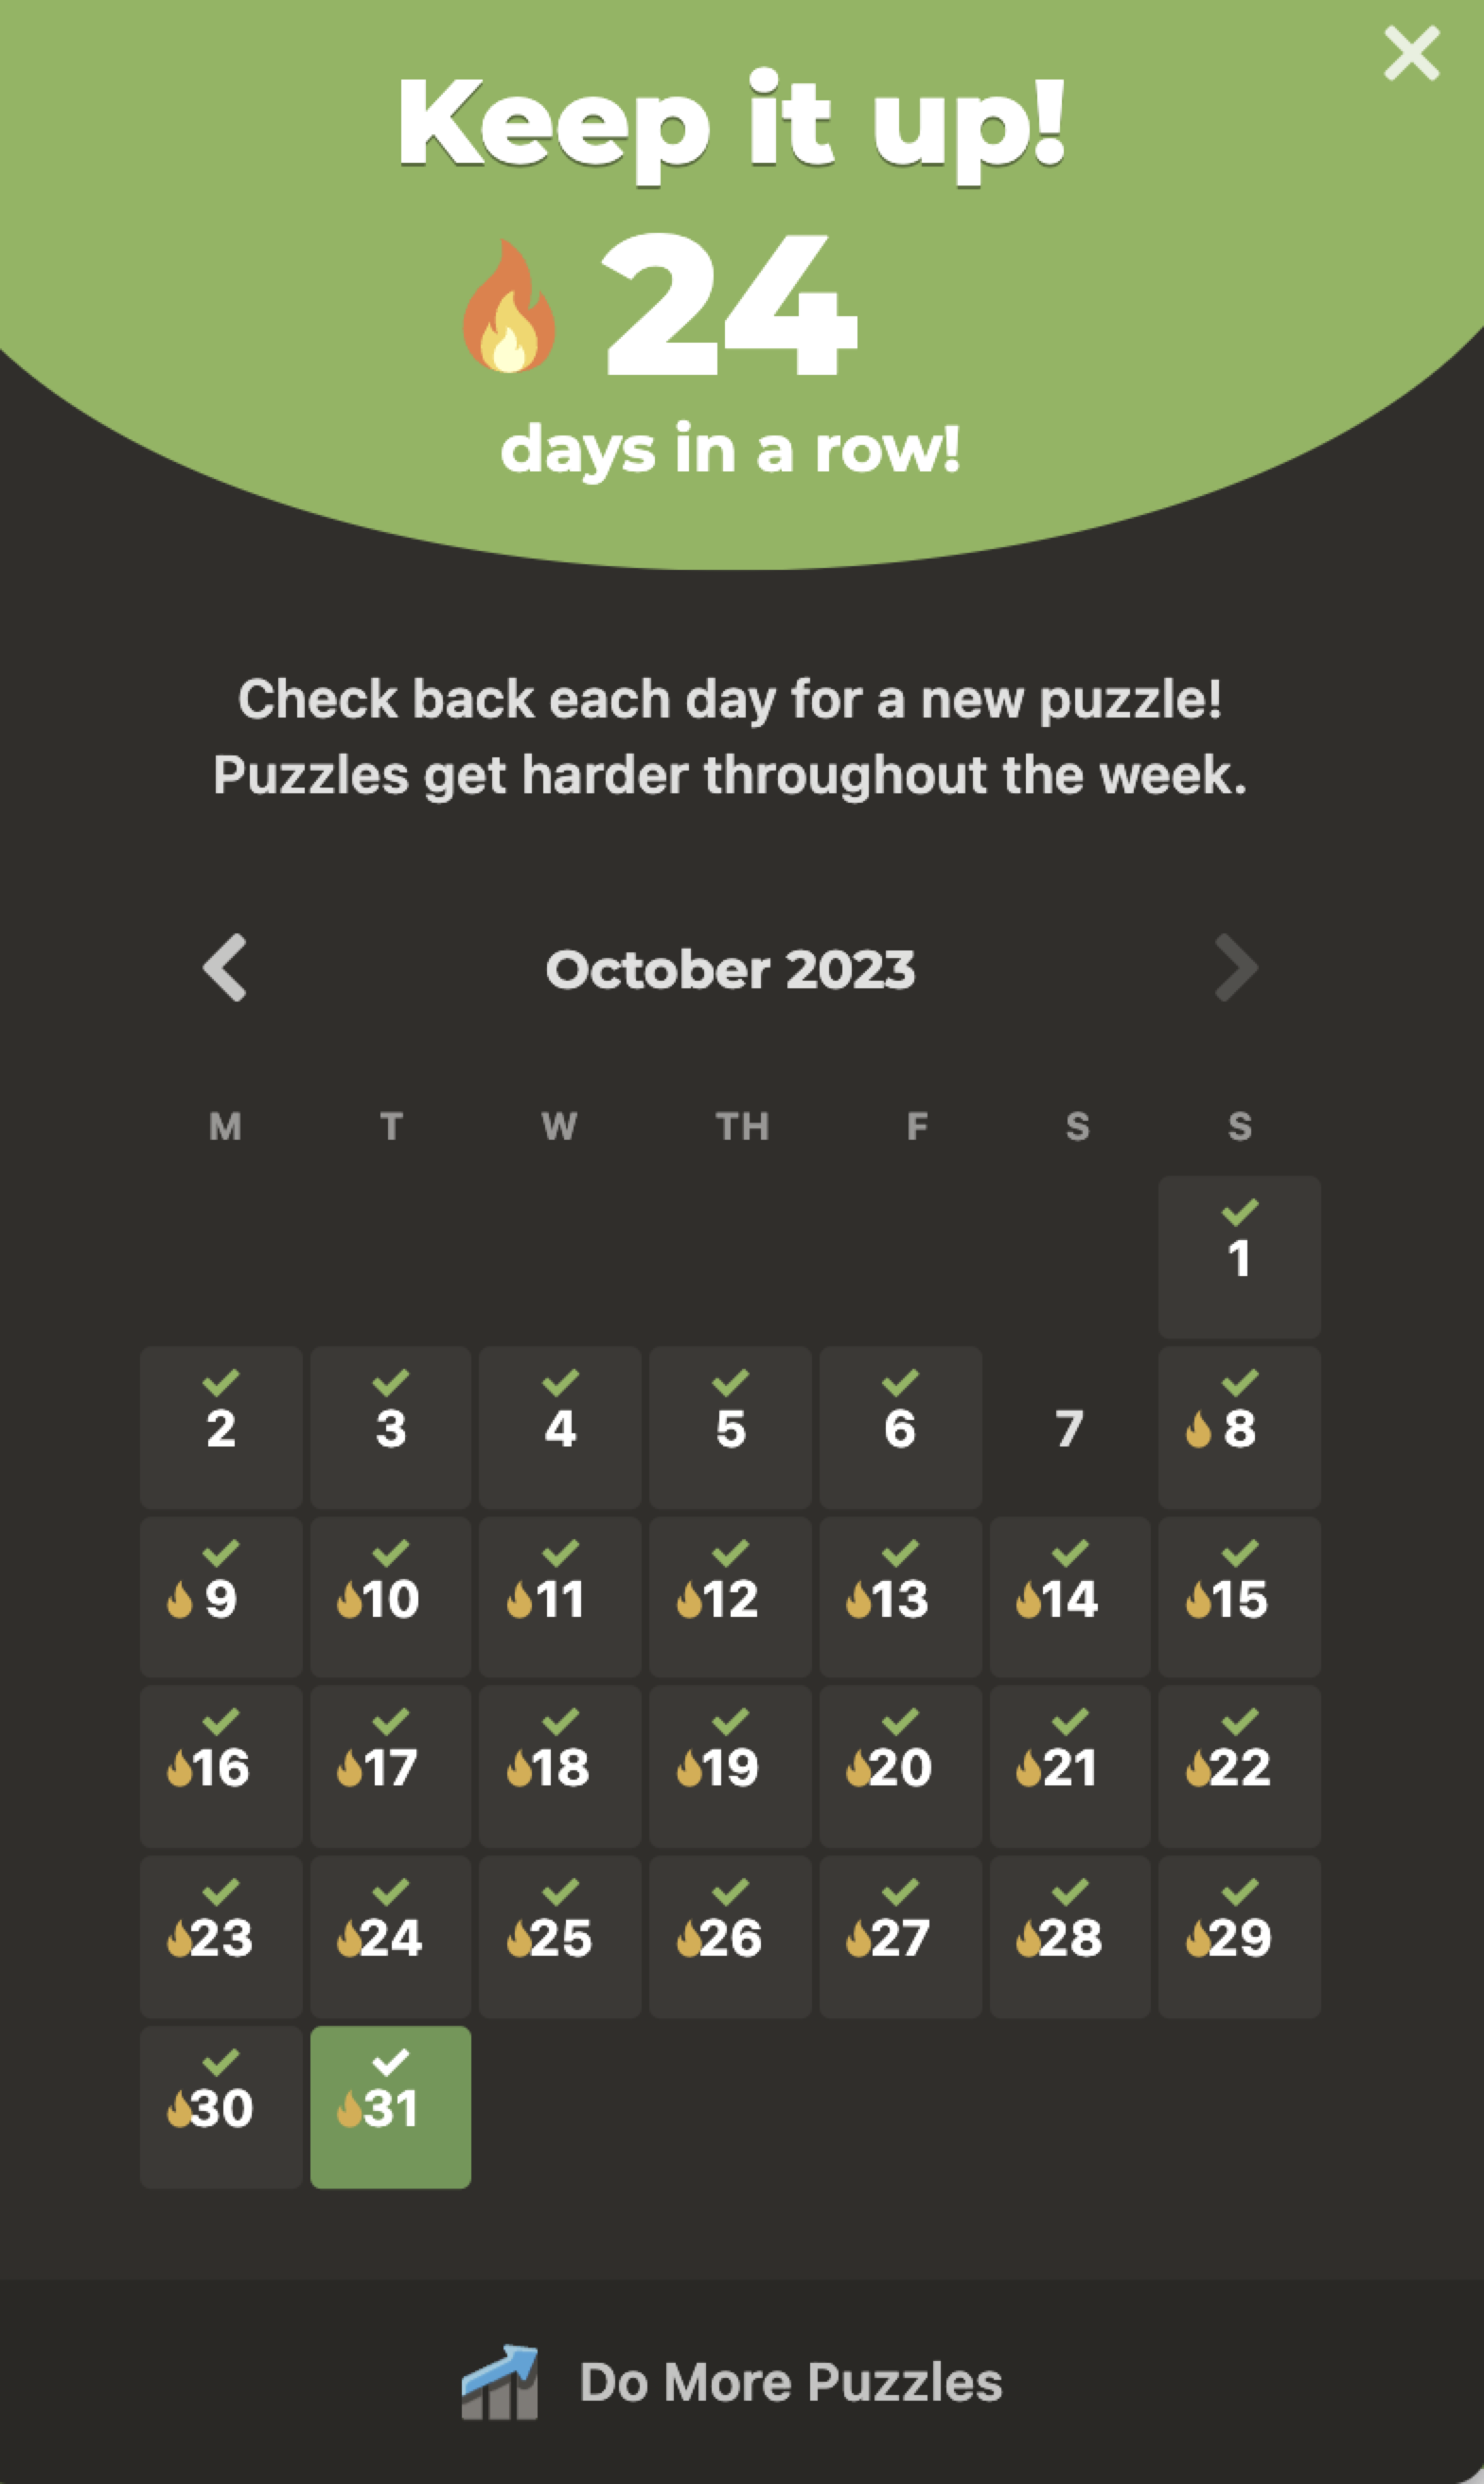 Keep it up!
24
days in a row!
Check back each day for a new puzzle!
Puzzles get harder throughout the week.
October 2023
M T W TH F S S
1
2 3 4 5 6 7 8
9 10 11 12 13 14 15
16 17 18 19 20 21 22
23 24 25 26 27 28 29
30 31
Do More Puzzles